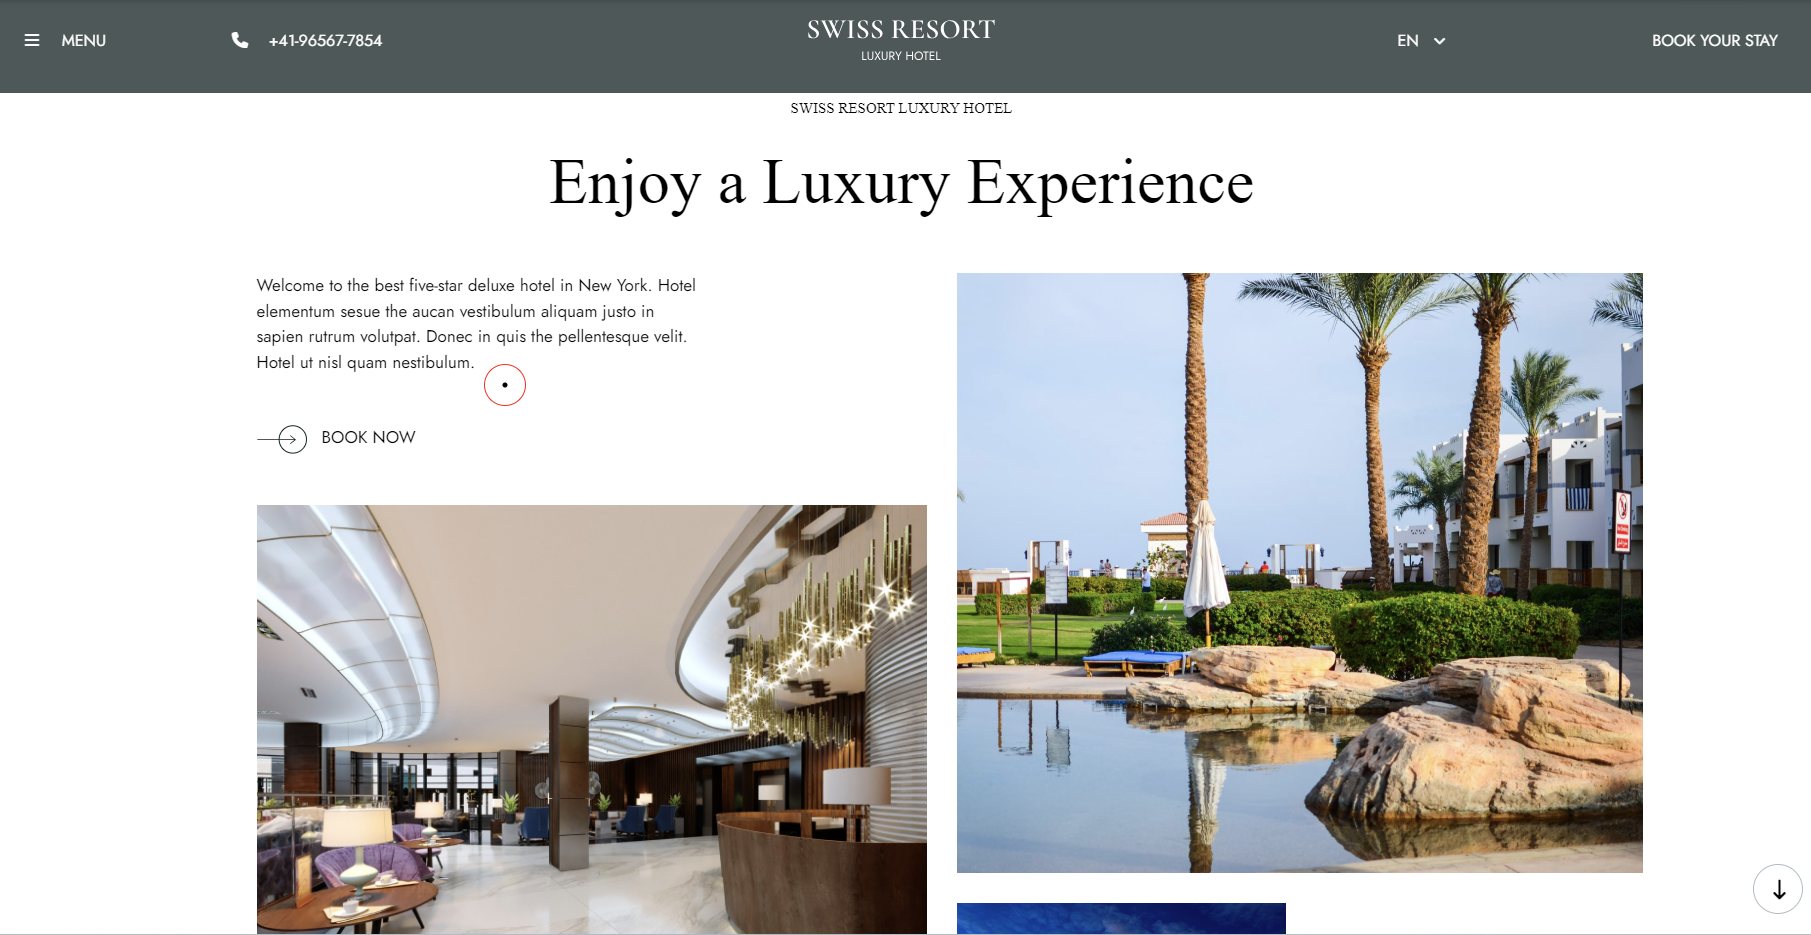 MENU
+41-96567-7854
SWISS RESORT
LUXURY HOTEL
EN
BOOK YOUR STAY
SWISS RESORT LUXURY HOTEL
Enjoy a Luxury Experience
Welcome to the best five-star deluxe hotel in New York. Hotel
elementum sesue the aucan vestibulum aliquam justo in
sapien rutrum volutpat. Donec in quis the pellentesque velit.
Hotel ut nisl quam nestibulum.
BOOK NOW